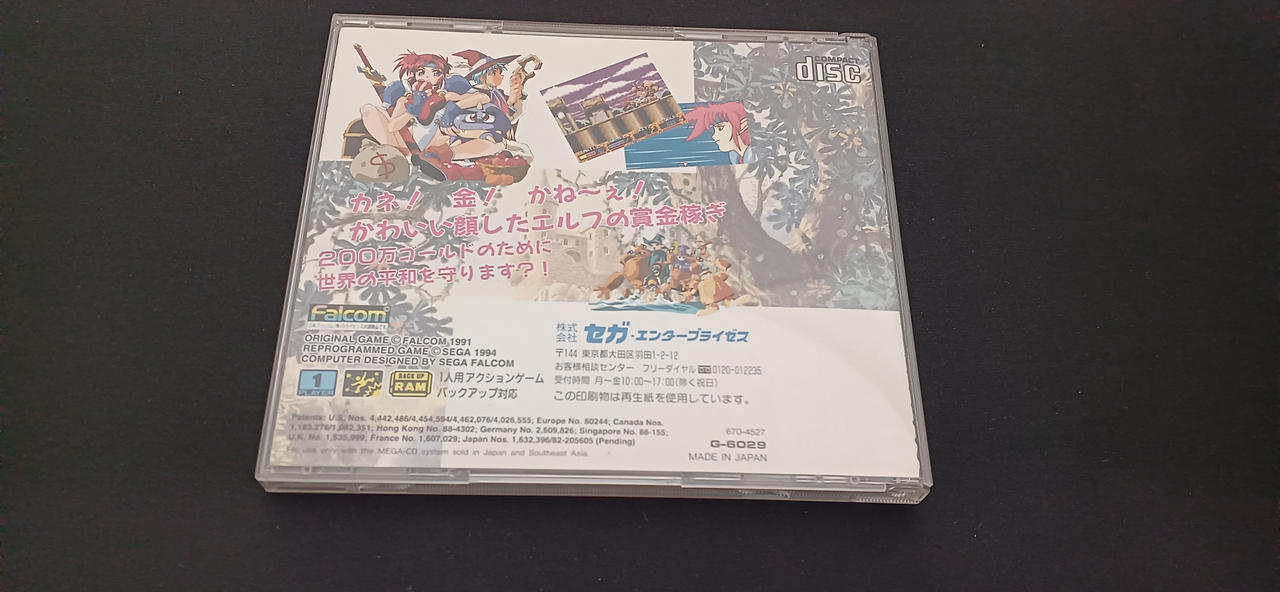 COMPACT
disc
$
カネ! 金! かね〜ぇ!
かわいい顔したエルフの賞金稼ぎ
200万ゴールドのために
世界の平和を守ります?!
Falcom
ORIGINAL GAME ©FALCOM 1991
REPROGRAMMED GAME ©SEGA 1994
COMPUTER DESIGNED BY SEGA FALCOM
1
PLAYER
BACK UP
RAM
1人用アクションゲーム
バックアップ対応
株式会社 セガ・エンタープライゼス
〒144 東京都大田区羽田1-2-12
お客様相談センター フリーダイヤル 0120-012235
受付時間 月〜金10:00〜17:00(除く祝日)
この印刷物は再生紙を使用しています。
Patents: U.S. Nos. 4,442,486/4,454,594/4,462,076/4,026,555; Europe No. 80244; Canada Nos.
1,183,276/1,082,351; Hong Kong No. 88-4302; Germany No. 2,609,826; Singapore No. 88-155;
U.K. No. 1,535,999; France No. 1,607,029; Japan Nos. 1,632,396/82-205605 (Pending)
For use only with the MEGA-CD system sold in Japan and Southeast Asia.
670-4527
G-6029
MADE IN JAPAN